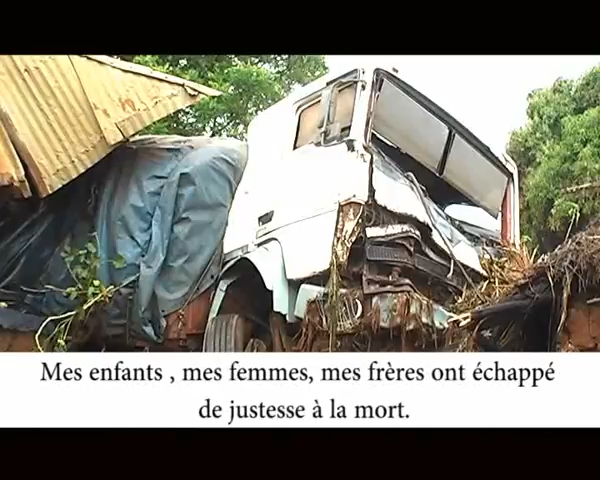 Mes enfants , mes femmes, mes frères ont échappé
de justesse à la mort.